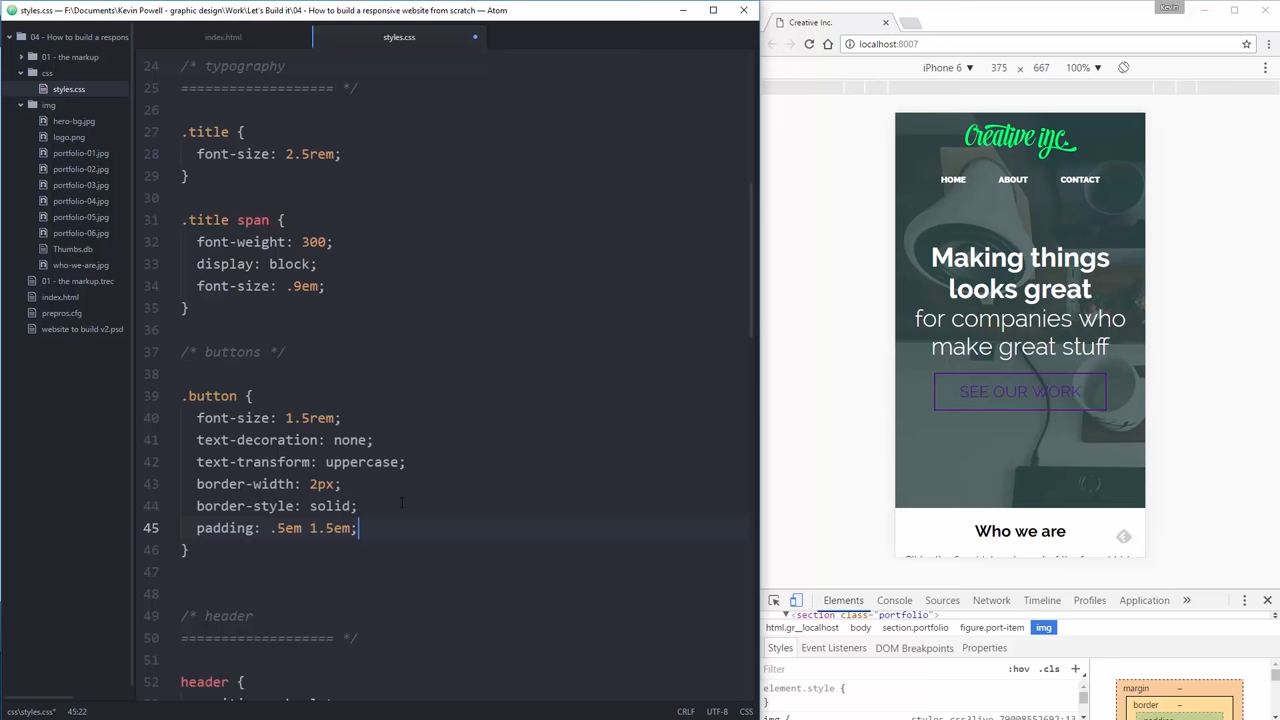 styles.css — F:\Documents\Kevin Powell - graphic design\Work\Let's Build it\04 - How to build a responsive website from scratch — Atom
Kevin
04 - How to build a respons
index.html
styles.css
Creative Inc.
01 - the markup
css
styles.css
img
hero-bg.jpg
logo.png
portfolio-01.jpg
portfolio-02.jpg
portfolio-03.jpg
portfolio-04.jpg
portfolio-05.jpg
portfolio-06.jpg
Thumbs.db
who-we-are.jpg
01 - the markup.trec
index.html
prepros.cfg
website to build v2.psd
24 /* typography
25 =================== */
26
27 .title {
28 font-size: 2.5rem;
29 }
30
31 .title span {
32 font-weight: 300;
33 display: block;
34 font-size: .9em;
35 }
36
37 /* buttons */
38
39 .button {
40 font-size: 1.5rem;
41 text-decoration: none;
42 text-transform: uppercase;
43 border-width: 2px;
44 border-style: solid;
45 padding: .5em 1.5em;
46 }
47
48
49 /* header
50 =================== */
51
52 header {
css\styles.css* 45:22
CRLF UTF-8 CSS
localhost:8007
iPhone 6 375 × 667 100%
Creative inc.
HOME ABOUT CONTACT
Making things
looks great
for companies who
make great stuff
SEE OUR WORK
Who we are
Elements Console Sources Network Timeline Profiles Application »
<section class="portfolio">
html.gr__localhost body section.portfolio figure.port-item img
Styles Event Listeners DOM Breakpoints Properties
Filter :hov .cls +
element.style {
}
margin –
border –